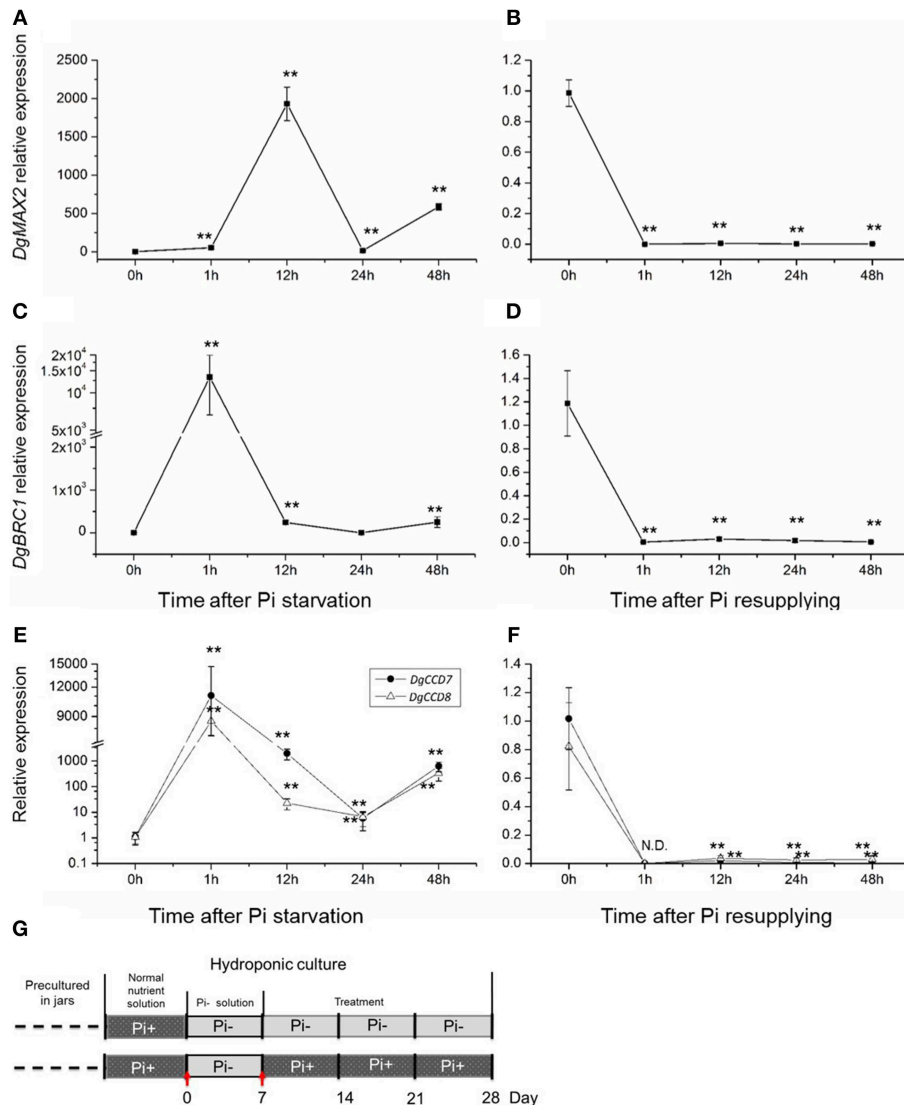 A
DgMAX2 relative expression
2500
2000
1500
1000
500
0
**
**
**
**
0h 1h 12h 24h 48h
B
1.2
1.0
0.8
0.6
0.4
0.2
0.0
** ** ** **
0h 1h 12h 24h 48h
C
DgBRC1 relative expression
2x10⁴
1.5x10⁴
10⁴
5x10³
2x10³
1x10³
0
**
**
**
0h 1h 12h 24h 48h
Time after Pi starvation
D
1.6
1.4
1.2
1.0
0.8
0.6
0.4
0.2
0.0
** ** ** **
0h 1h 12h 24h 48h
Time after Pi resupplying
E
Relative expression
15000
12000
9000
1000
100
10
1
0.1
DgCCD7
DgCCD8
**
**
**
**
**
**
**
**
0h 1h 12h 24h 48h
Time after Pi starvation
F
1.4
1.2
1.0
0.8
0.6
0.4
0.2
0.0
N.D.
** ** **
** ** **
0h 1h 12h 24h 48h
Time after Pi resupplying
G
Hydroponic culture
Precultured
in jars
Normal
nutrient
solution
Pi- solution
Treatment
Pi+ Pi- Pi- Pi- Pi-
Pi+ Pi- Pi+ Pi+ Pi+
0 7 14 21 28 Day